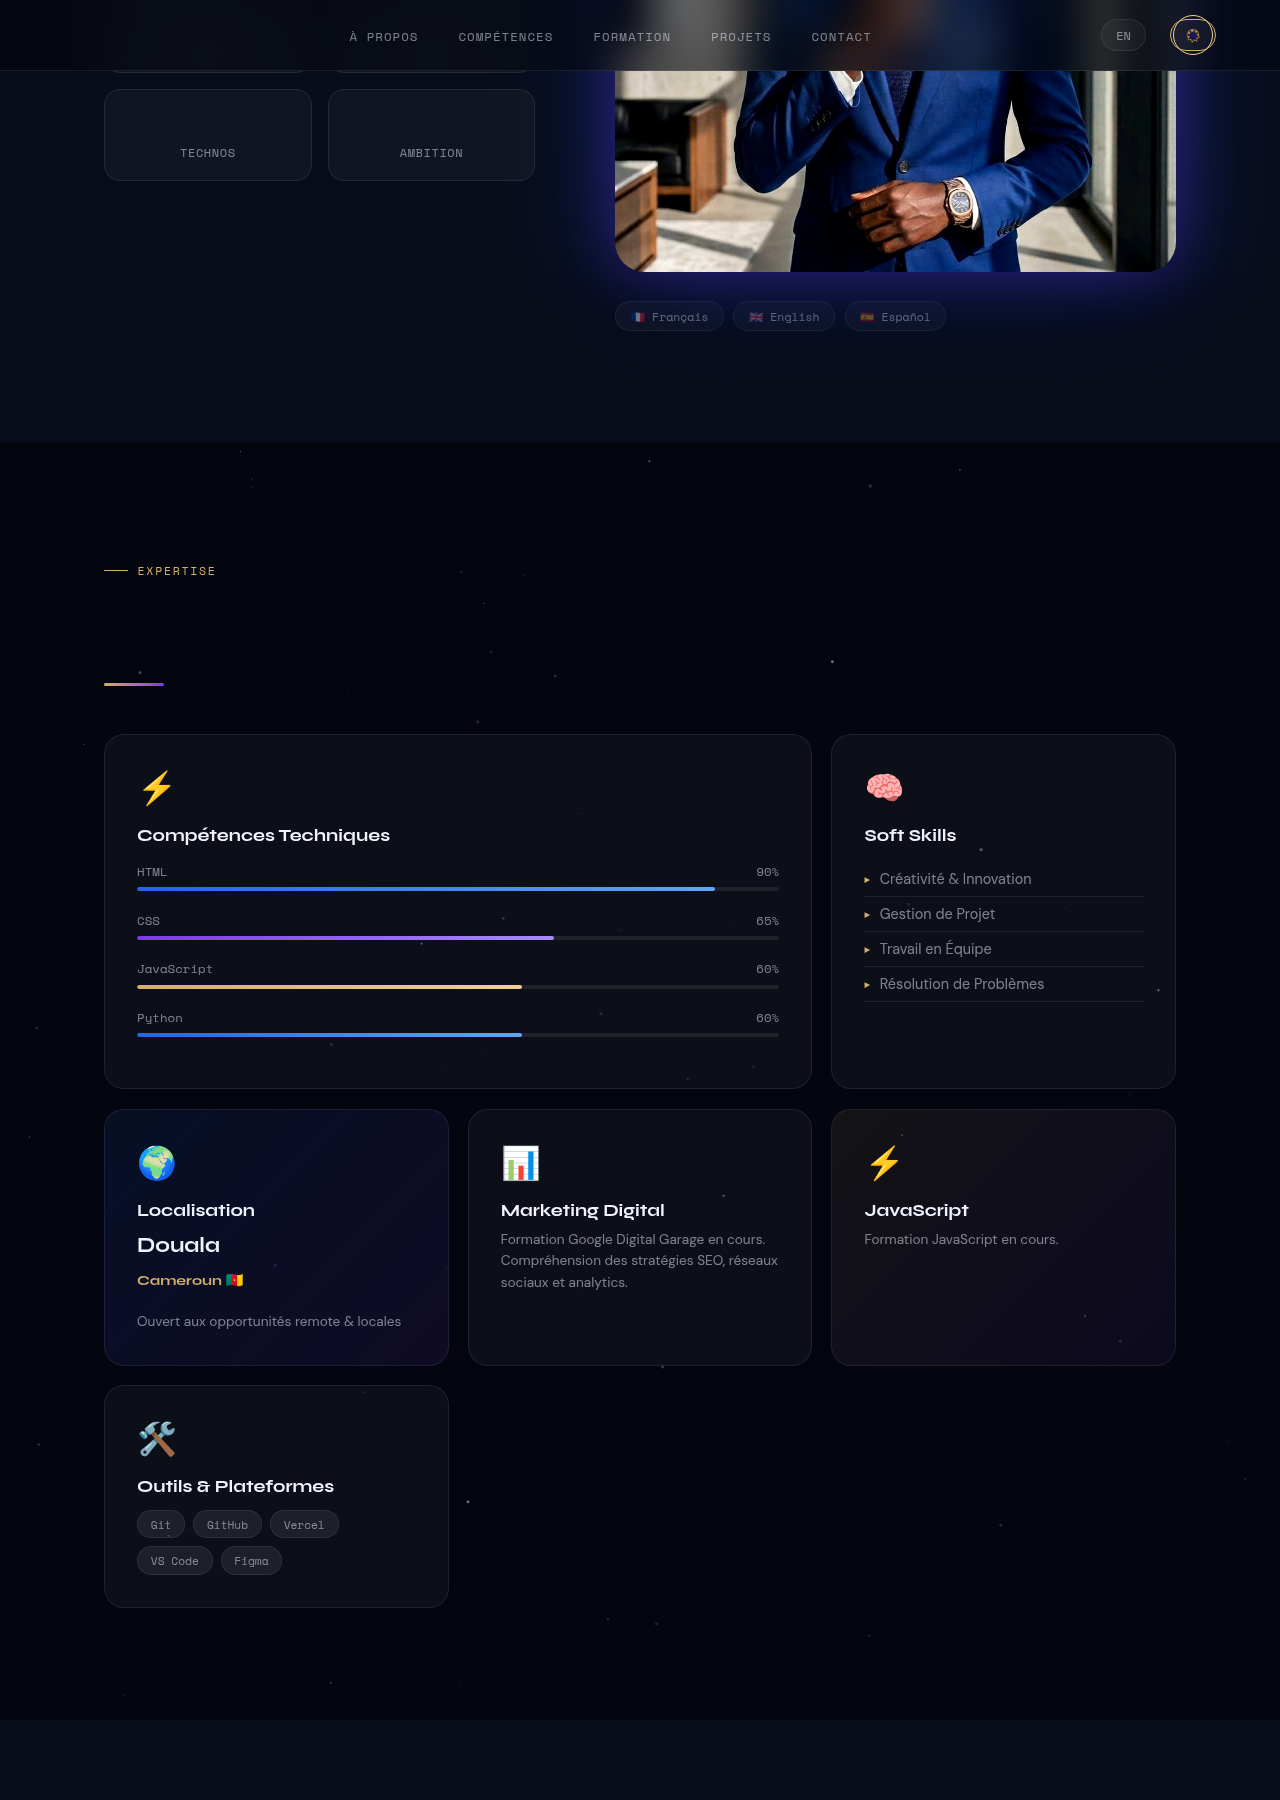 À PROPOS
COMPÉTENCES
FORMATION
PROJETS
CONTACT
EN
TECHNOS
AMBITION
Français
English
Español
EXPERTISE
Compétences Techniques
HTML 90%
CSS 65%
JavaScript 60%
Python 60%
Soft Skills
▸ Créativité & Innovation
▸ Gestion de Projet
▸ Travail en Équipe
▸ Résolution de Problèmes
Localisation
Douala
Cameroun
Ouvert aux opportunités remote & locales
Marketing Digital
Formation Google Digital Garage en cours.
Compréhension des stratégies SEO, réseaux
sociaux et analytics.
JavaScript
Formation JavaScript en cours.
Outils & Plateformes
Git
GitHub
Vercel
VS Code
Figma